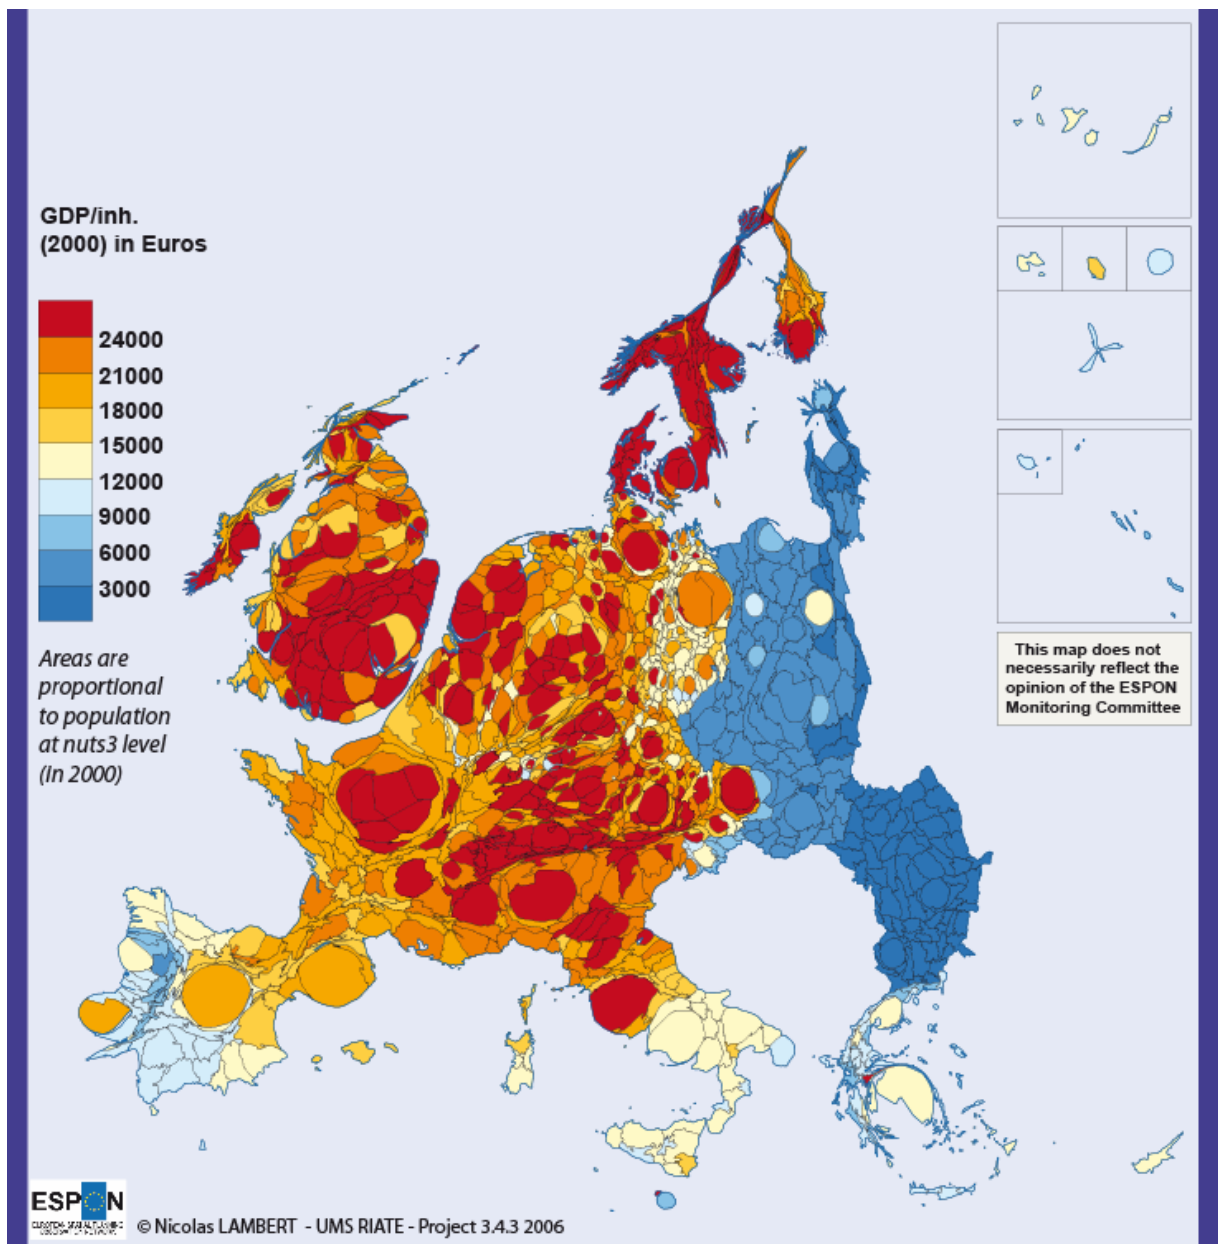 GDP/inh.
(2000) in Euros
24000
21000
18000
15000
12000
9000
6000
3000
Areas are
proportional
to population
at nuts3 level
(in 2000)
This map does not
necessarily reflect the
opinion of the ESPON
Monitoring Committee
ESPON
© Nicolas LAMBERT - UMS RIATE - Project 3.4.3 2006